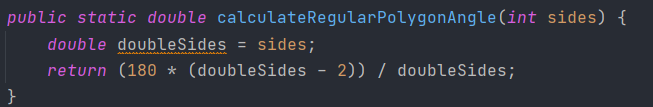 public static double calculateRegularPolygonAngle(int sides) {
    double doubleSides = sides;
    return (180 * (doubleSides - 2)) / doubleSides;
}